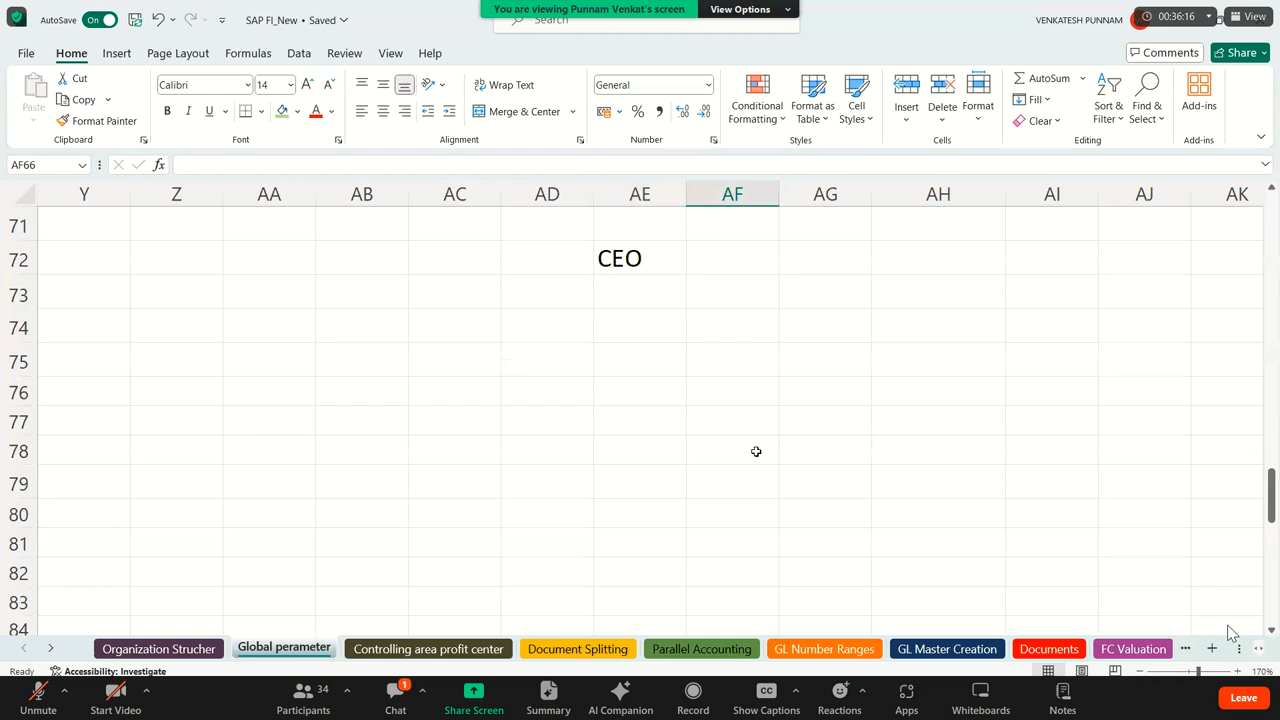 You are viewing Punnam Venkat's screen
View Options
AutoSave On
SAP FI_New • Saved
Search
VENKATESH PUNNAM
00:36:16
View
File Home Insert Page Layout Formulas Data Review View Help
Comments
Share
Paste
Cut
Copy
Format Painter
Clipboard
Calibri
14
B I U
Font
Wrap Text
Merge & Center
Alignment
General
Number
Conditional Formatting
Format as Table
Cell Styles
Styles
Insert
Delete
Format
Cells
AutoSum
Fill
Clear
Sort & Filter
Find & Select
Editing
Add-ins
Add-ins
AF66
fx
Y Z AA AB AC AD AE AF AG AH AI AJ AK
71
72 CEO
73
74
75
76
77
78
79
80
81
82
83
84
Organization Strucher
Global perameter
Controlling area profit center
Document Splitting
Parallel Accounting
GL Number Ranges
GL Master Creation
Documents
FC Valuation
Ready
Accessibility: Investigate
170%
Unmute
Start Video
34
Participants
1
Chat
Share Screen
Summary
AI Companion
Record
CC
Show Captions
Reactions
Apps
Whiteboards
Notes
Leave